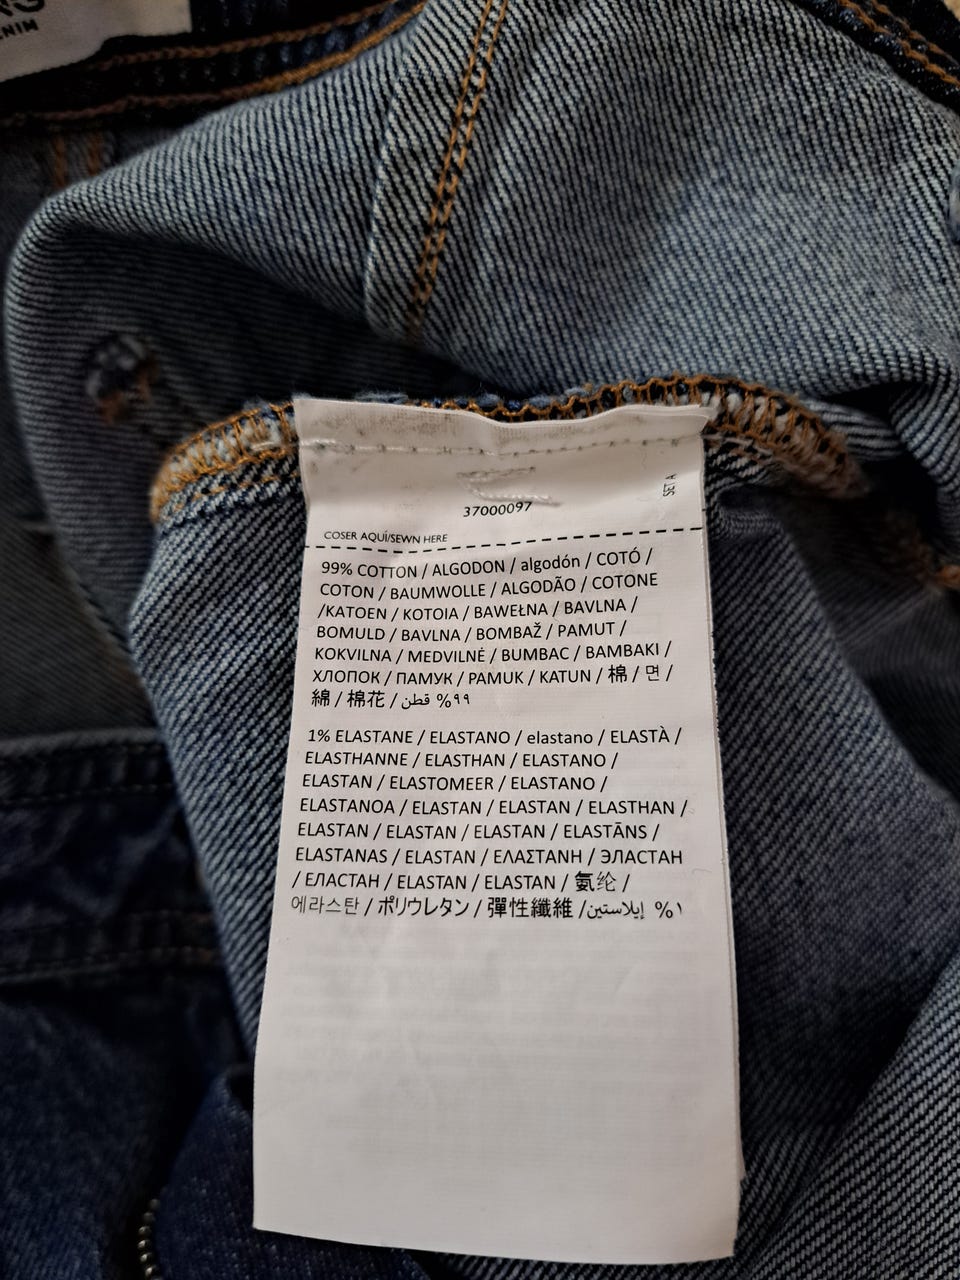 ENIM
SET A
37000097
COSER AQUÍ/SEWN HERE
99% COTTON / ALGODON / algodón / COTÓ /
COTON / BAUMWOLLE / ALGODÃO / COTONE
/KATOEN / KOTOIA / BAWEŁNA / BAVLNA /
BOMULD / BAVLNA / BOMBAŽ / PAMUT /
KOKVILNA / MEDVILNĖ / BUMBAC / BAMBAKI /
ХЛОПОК / ПАМУК / PAMUK / KATUN / 棉 / 면 /
綿 / 棉花 / قطن %٩٩
1% ELASTANE / ELASTANO / elastano / ELASTÀ /
ELASTHANNE / ELASTHAN / ELASTANO /
ELASTAN / ELASTOMEER / ELASTANO /
ELASTANOA / ELASTAN / ELASTAN / ELASTHAN /
ELASTAN / ELASTAN / ELASTAN / ELASTĀNS /
ELASTANAS / ELASTAN / ΕΛΑΣΤΑΝΗ / ЭЛАСТАН
/ ЕЛАСТАН / ELASTAN / ELASTAN / 氨纶 /
에라스탄 / ポリウレタン / 彈性纖維 / إيلاستين %١